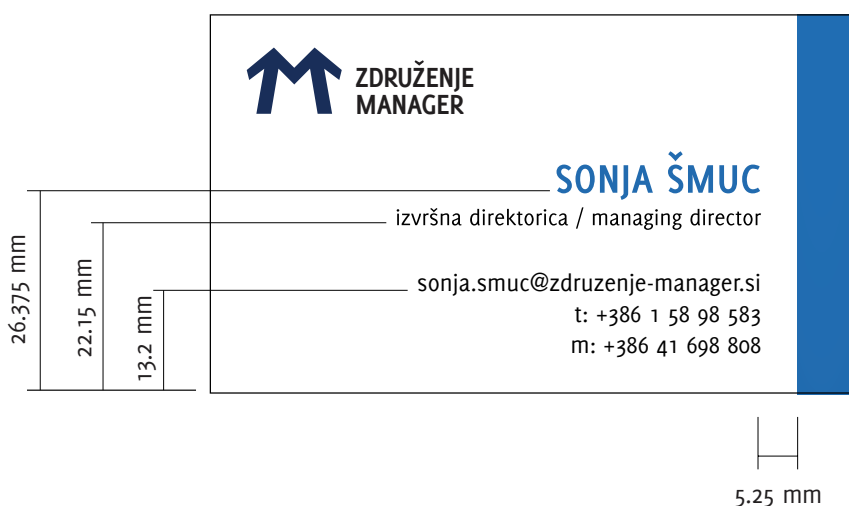 ZDRUŽENJE
MANAGER
SONJA ŠMUC
izvršna direktorica / managing director
sonja.smuc@zdruzenje-manager.si
t: +386 1 58 98 583
m: +386 41 698 808
26.375 mm
22.15 mm
13.2 mm
5.25 mm